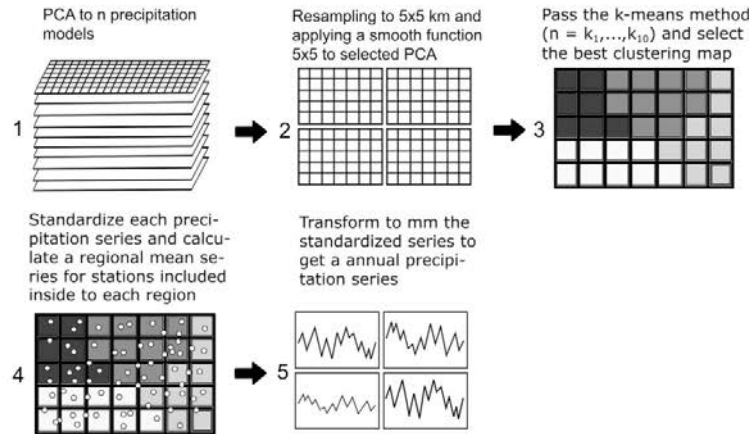 PCA to n precipitation
models
1
Resampling to 5x5 km and
applying a smooth function
5x5 to selected PCA
2
Pass the k-means method
(n = k1,...,k10) and select
the best clustering map
3
Standardize each preci-
pitation series and calcu-
late a regional mean se-
ries for stations included
inside to each region
4
Transform to mm the
standardized series to
get a annual precipi-
tation series
5